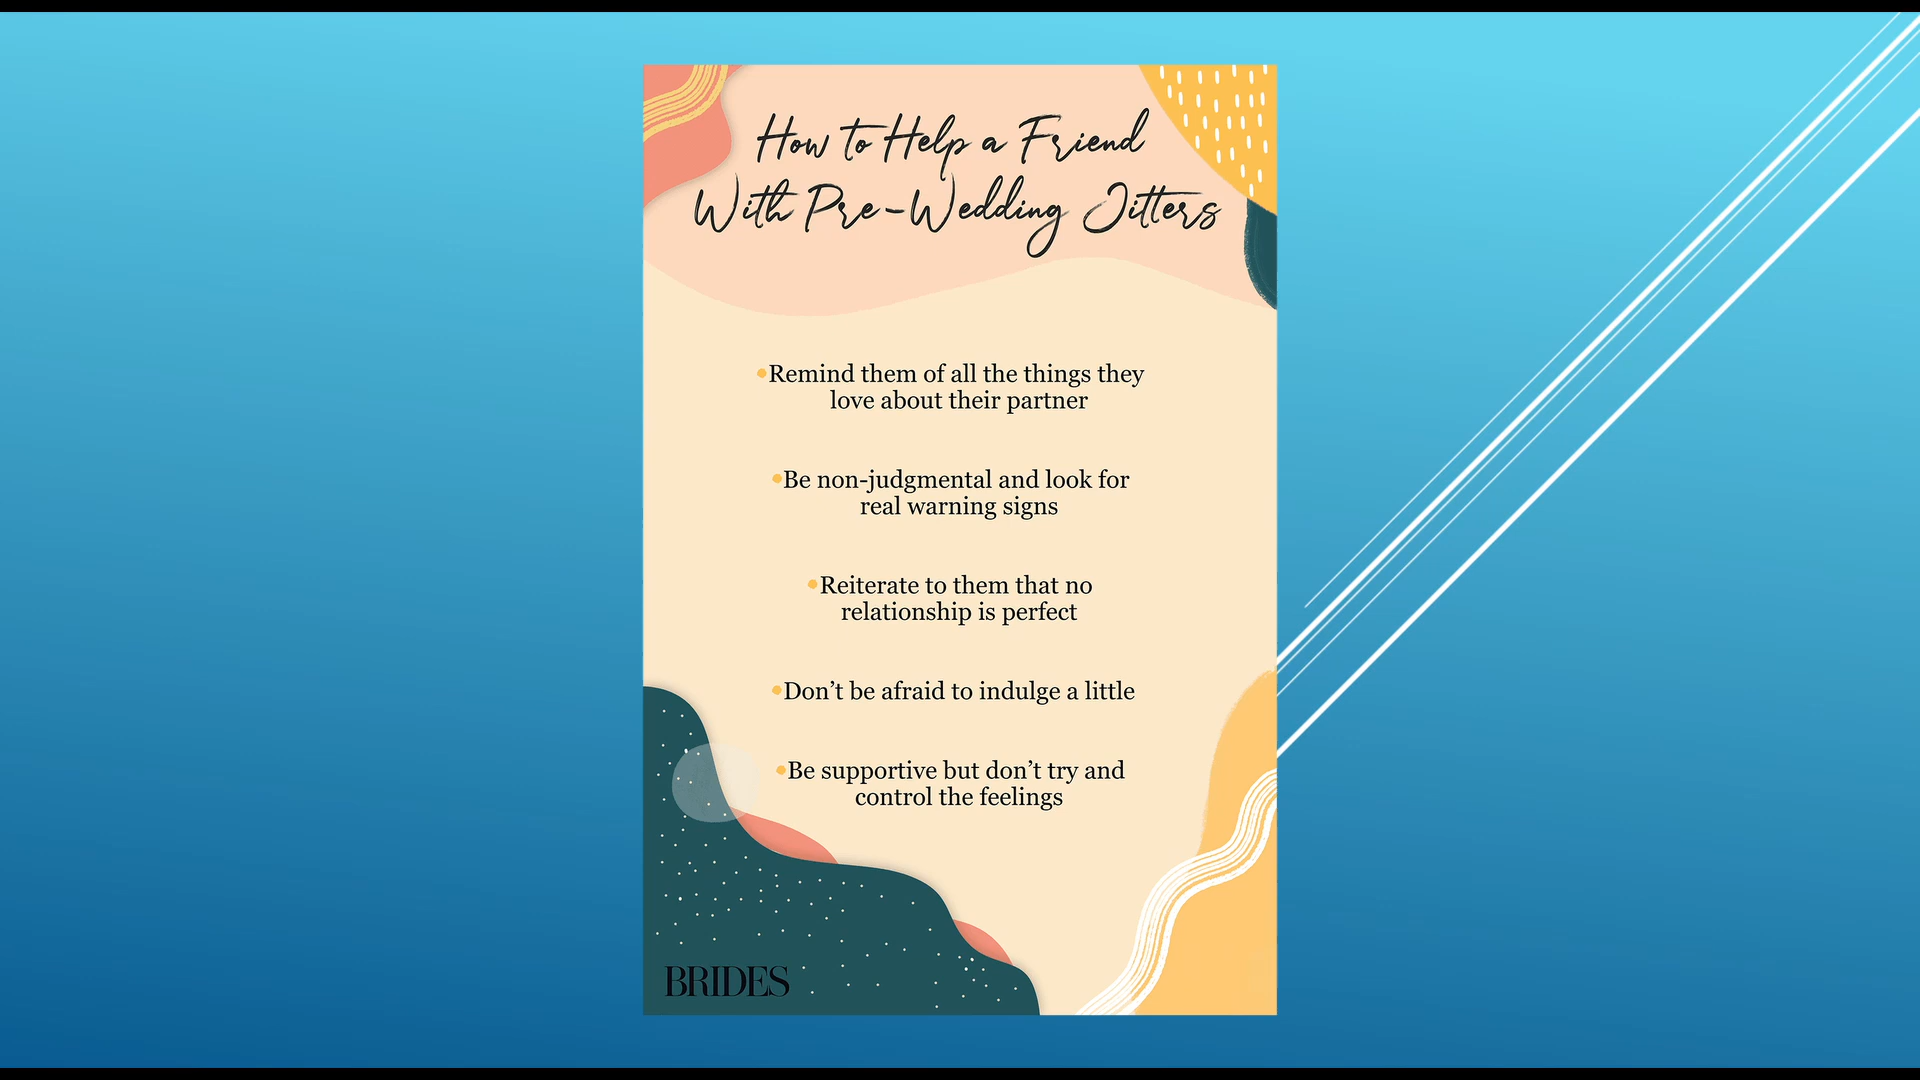 How to Help a Friend
With Pre-Wedding Jitters
•Remind them of all the things they
love about their partner
•Be non-judgmental and look for
real warning signs
•Reiterate to them that no
relationship is perfect
•Don’t be afraid to indulge a little
•Be supportive but don’t try and
control the feelings
BRIDES